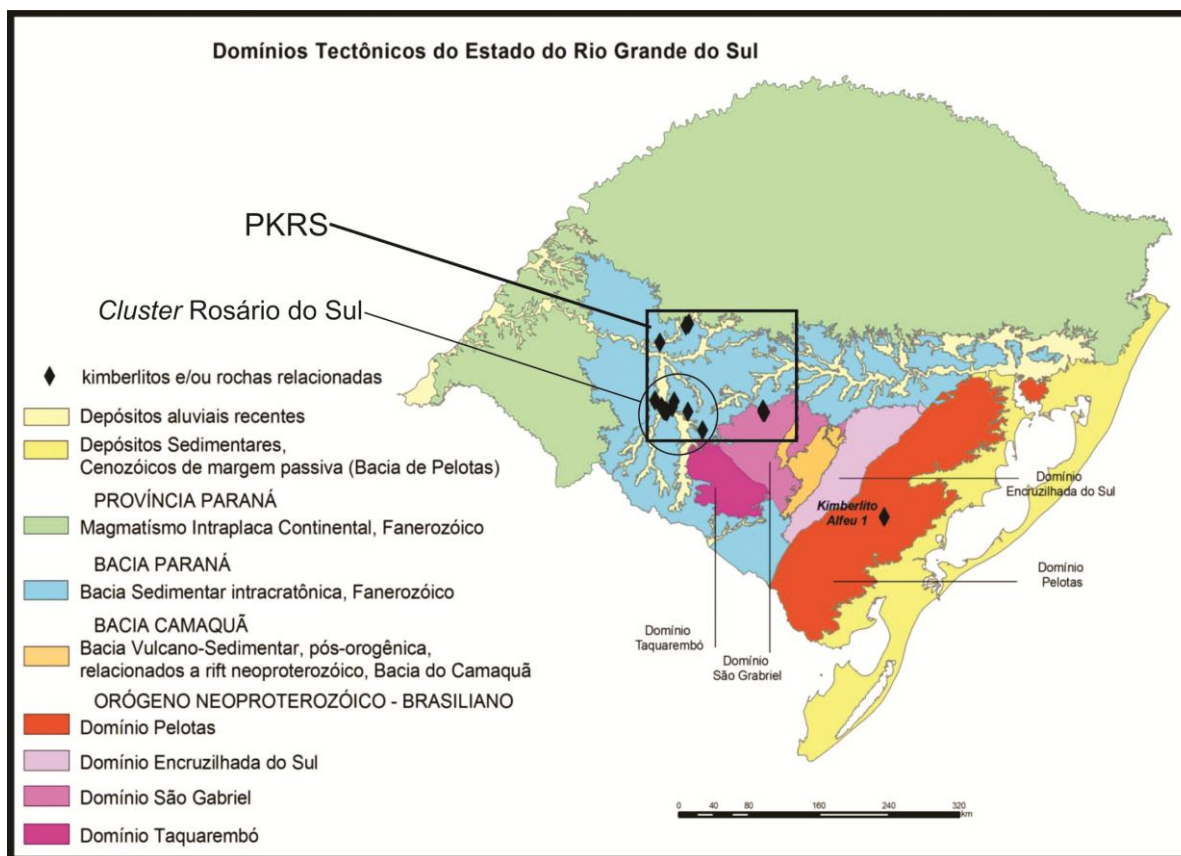 Domínios Tectônicos do Estado do Rio Grande do Sul
PKRS
Cluster Rosário do Sul
kimberlitos e/ou rochas relacionadas
Depósitos aluviais recentes
Depósitos Sedimentares,
Cenozóicos de margem passiva (Bacia de Pelotas)
PROVÍNCIA PARANÁ
Magmatísmo Intraplaca Continental, Fanerozóico
BACIA PARANÁ
Bacia Sedimentar intracratônica, Fanerozóico
BACIA CAMAQUÃ
Bacia Vulcano-Sedimentar, pós-orogênica,
relacionados a rift neoproterozóico, Bacia do Camaquã
ORÓGENO NEOPROTEROZÓICO - BRASILIANO
Domínio Pelotas
Domínio Encruzilhada do Sul
Domínio São Gabriel
Domínio Taquarembó
Domínio
Encruzilhada do Sul
Kimberlito
Alfeu 1
Domínio
Pelotas
Domínio
Taquarembó
Domínio
São Grabriel
0 40 80 160 240 320
km